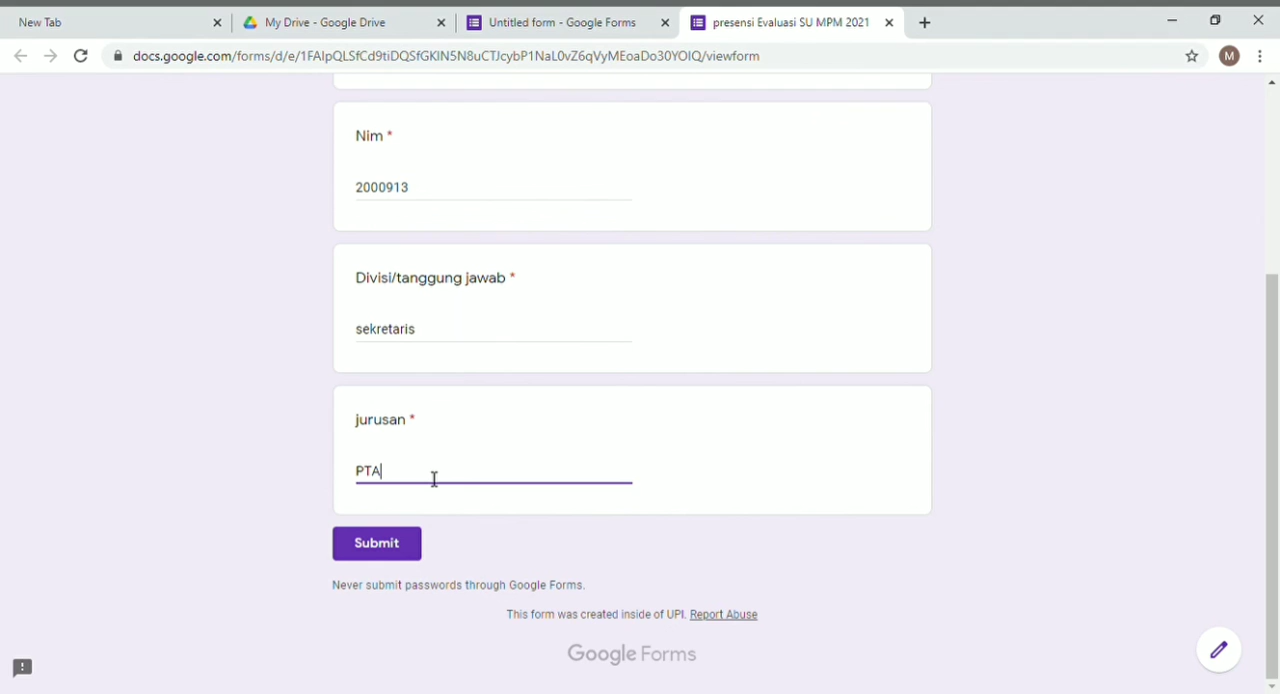 New Tab
My Drive - Google Drive
Untitled form - Google Forms
presensi Evaluasi SU MPM 2021
docs.google.com/forms/d/e/1FAIpQLSfCd9tiDQSfGKIN5N8uCTJcybP1NaL0vZ6qVyMEoaDo30YOIQ/viewform
M
Nim *
2000913
Divisi/tanggung jawab *
sekretaris
jurusan *
PTA
Submit
Never submit passwords through Google Forms.
This form was created inside of UPI. Report Abuse
Google Forms